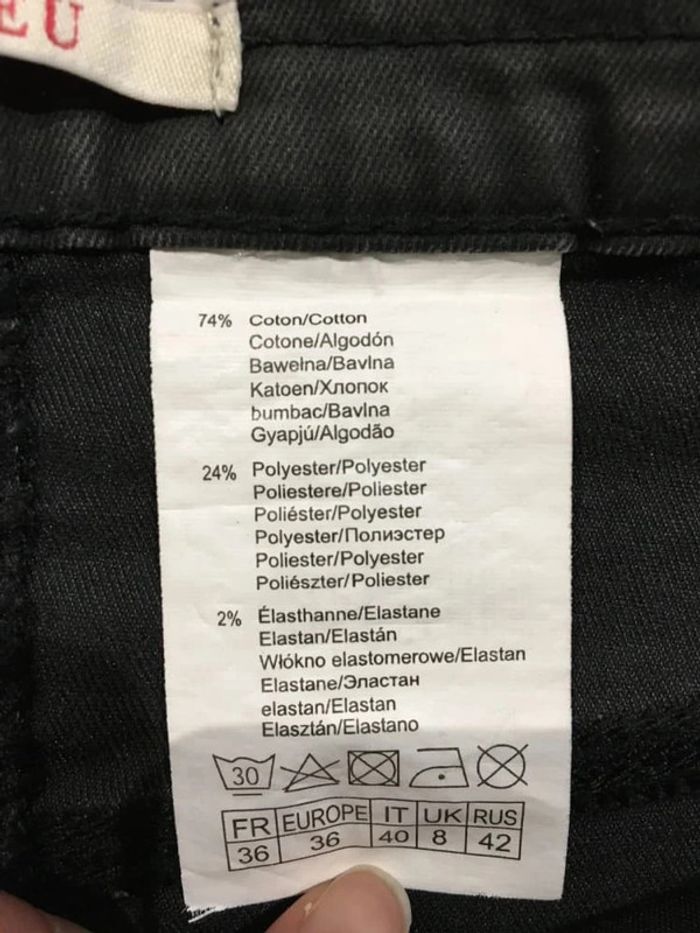 EU
74% Coton/Cotton
Cotone/Algodón
Bawełna/Bavlna
Katoen/Хлопок
bumbac/Bavlna
Gyapjú/Algodão
24% Polyester/Polyester
Poliestere/Poliester
Poliéster/Polyester
Polyester/Полиэстер
Poliester/Polyester
Poliészter/Poliester
2% Élasthanne/Elastane
Elastan/Elastán
Włókno elastomerowe/Elastan
Elastane/Эластан
elastan/Elastan
Elasztán/Elastano
30
FR EUROPE IT UK RUS
36 36 40 8 42